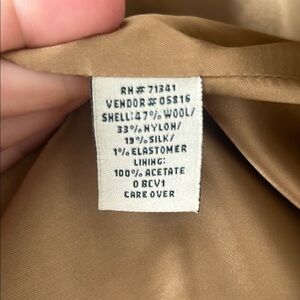 RN# 71341
VENDOR# 05816
SHELL:47% WOOL/
33% NYLON/
19% SILK/
1% ELASTOMER
LINING:
100% ACETATE
0 BCV1
CARE OVER